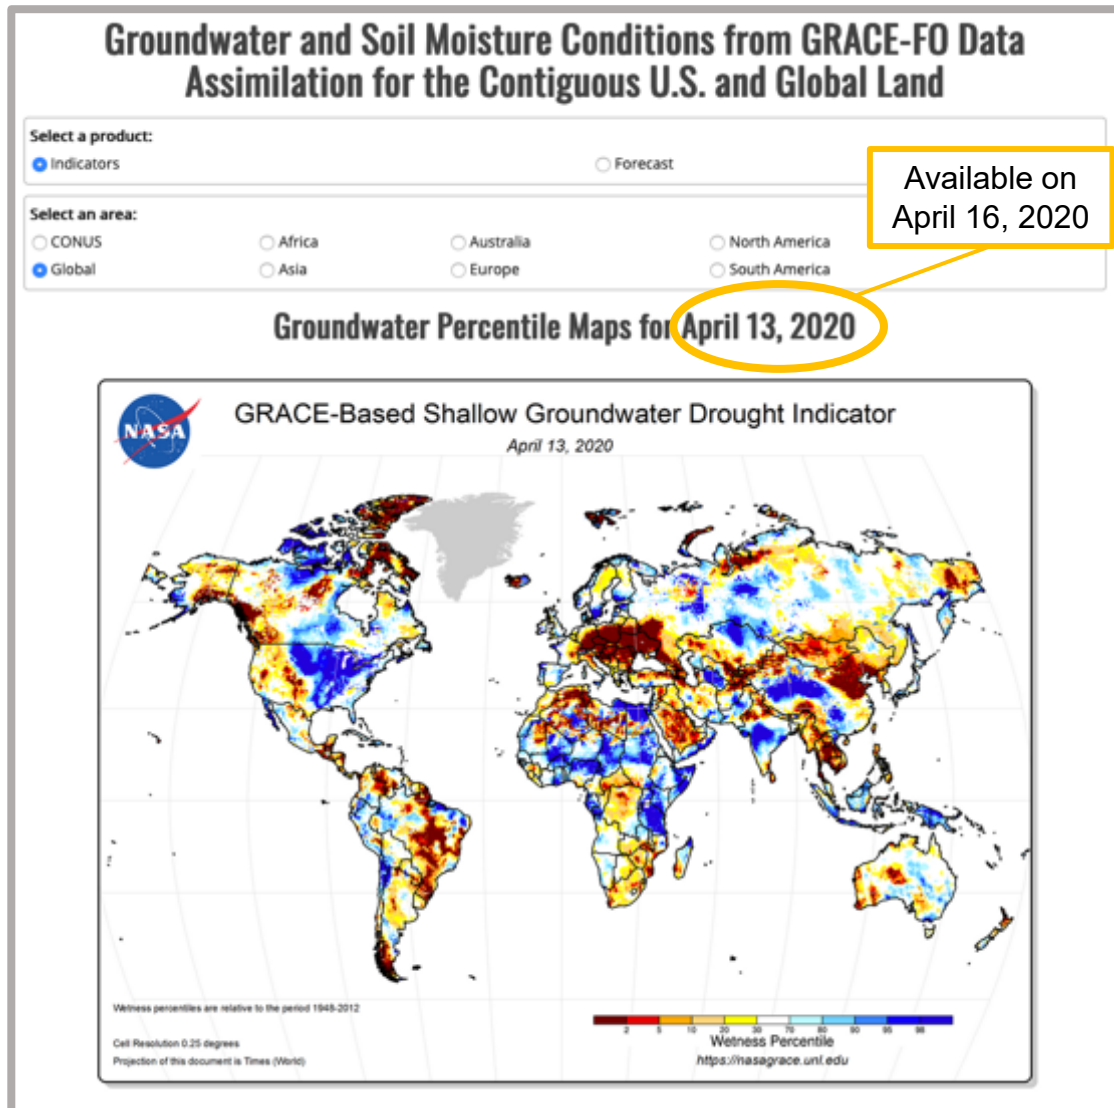 Groundwater and Soil Moisture Conditions from GRACE-FO Data
Assimilation for the Contiguous U.S. and Global Land
Select a product:
Indicators
Forecast
Available on
April 16, 2020
Select an area:
CONUS
Africa
Australia
North America
Global
Asia
Europe
South America
Groundwater Percentile Maps for April 13, 2020
NASA
GRACE-Based Shallow Groundwater Drought Indicator
April 13, 2020
Wetness percentiles are relative to the period 1948-2012
Cell Resolution 0.25 degrees
Projection of this document is Times (World)
2 5 10 20 30 70 80 90 95 98
Wetness Percentile
https://nasagrace.unl.edu